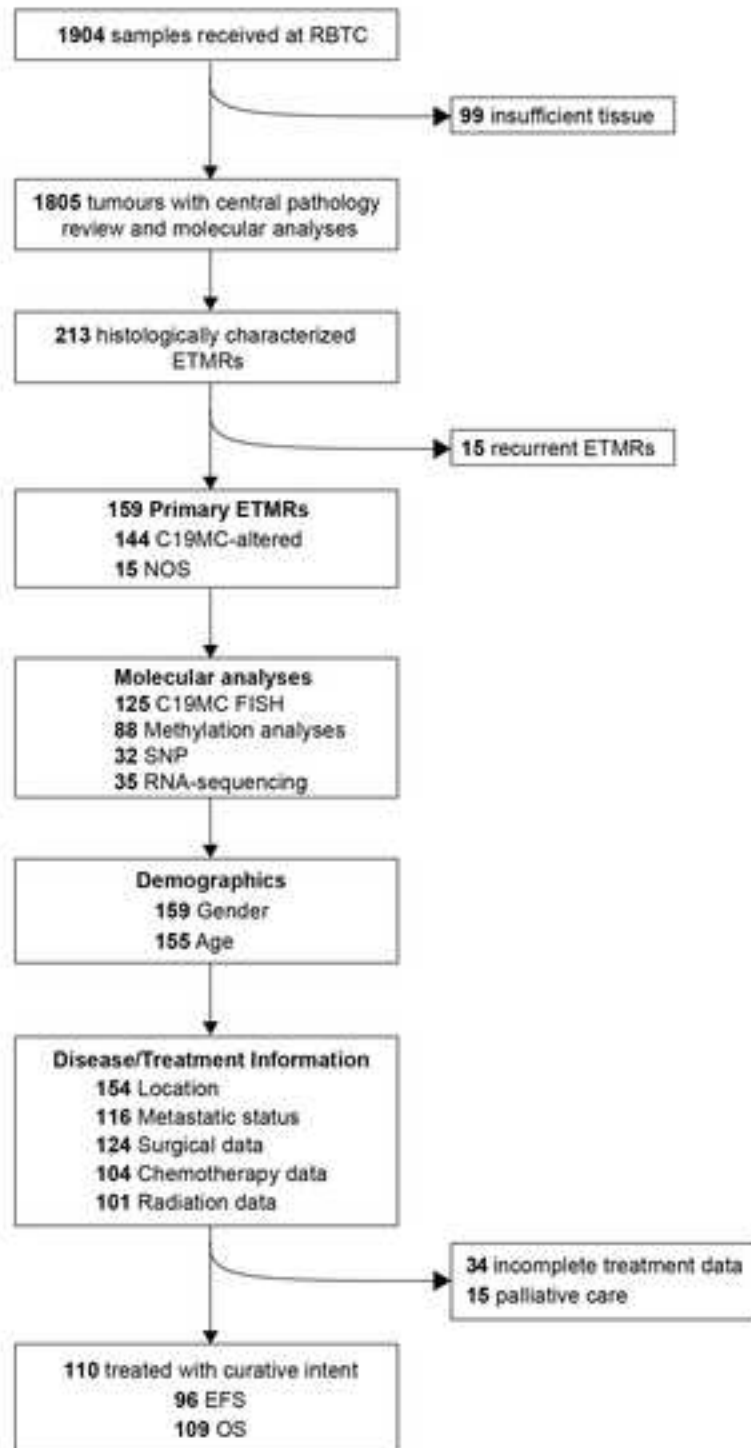 1904 samples received at RBTC
99 insufficient tissue
1805 tumours with central pathology
review and molecular analyses
213 histologically characterized
ETMRs
15 recurrent ETMRs
159 Primary ETMRs
144 C19MC-altered
15 NOS
Molecular analyses
125 C19MC FISH
88 Methylation analyses
32 SNP
35 RNA-sequencing
Demographics
159 Gender
155 Age
Disease/Treatment Information
154 Location
116 Metastatic status
124 Surgical data
104 Chemotherapy data
101 Radiation data
34 incomplete treatment data
15 palliative care
110 treated with curative intent
96 EFS
109 OS